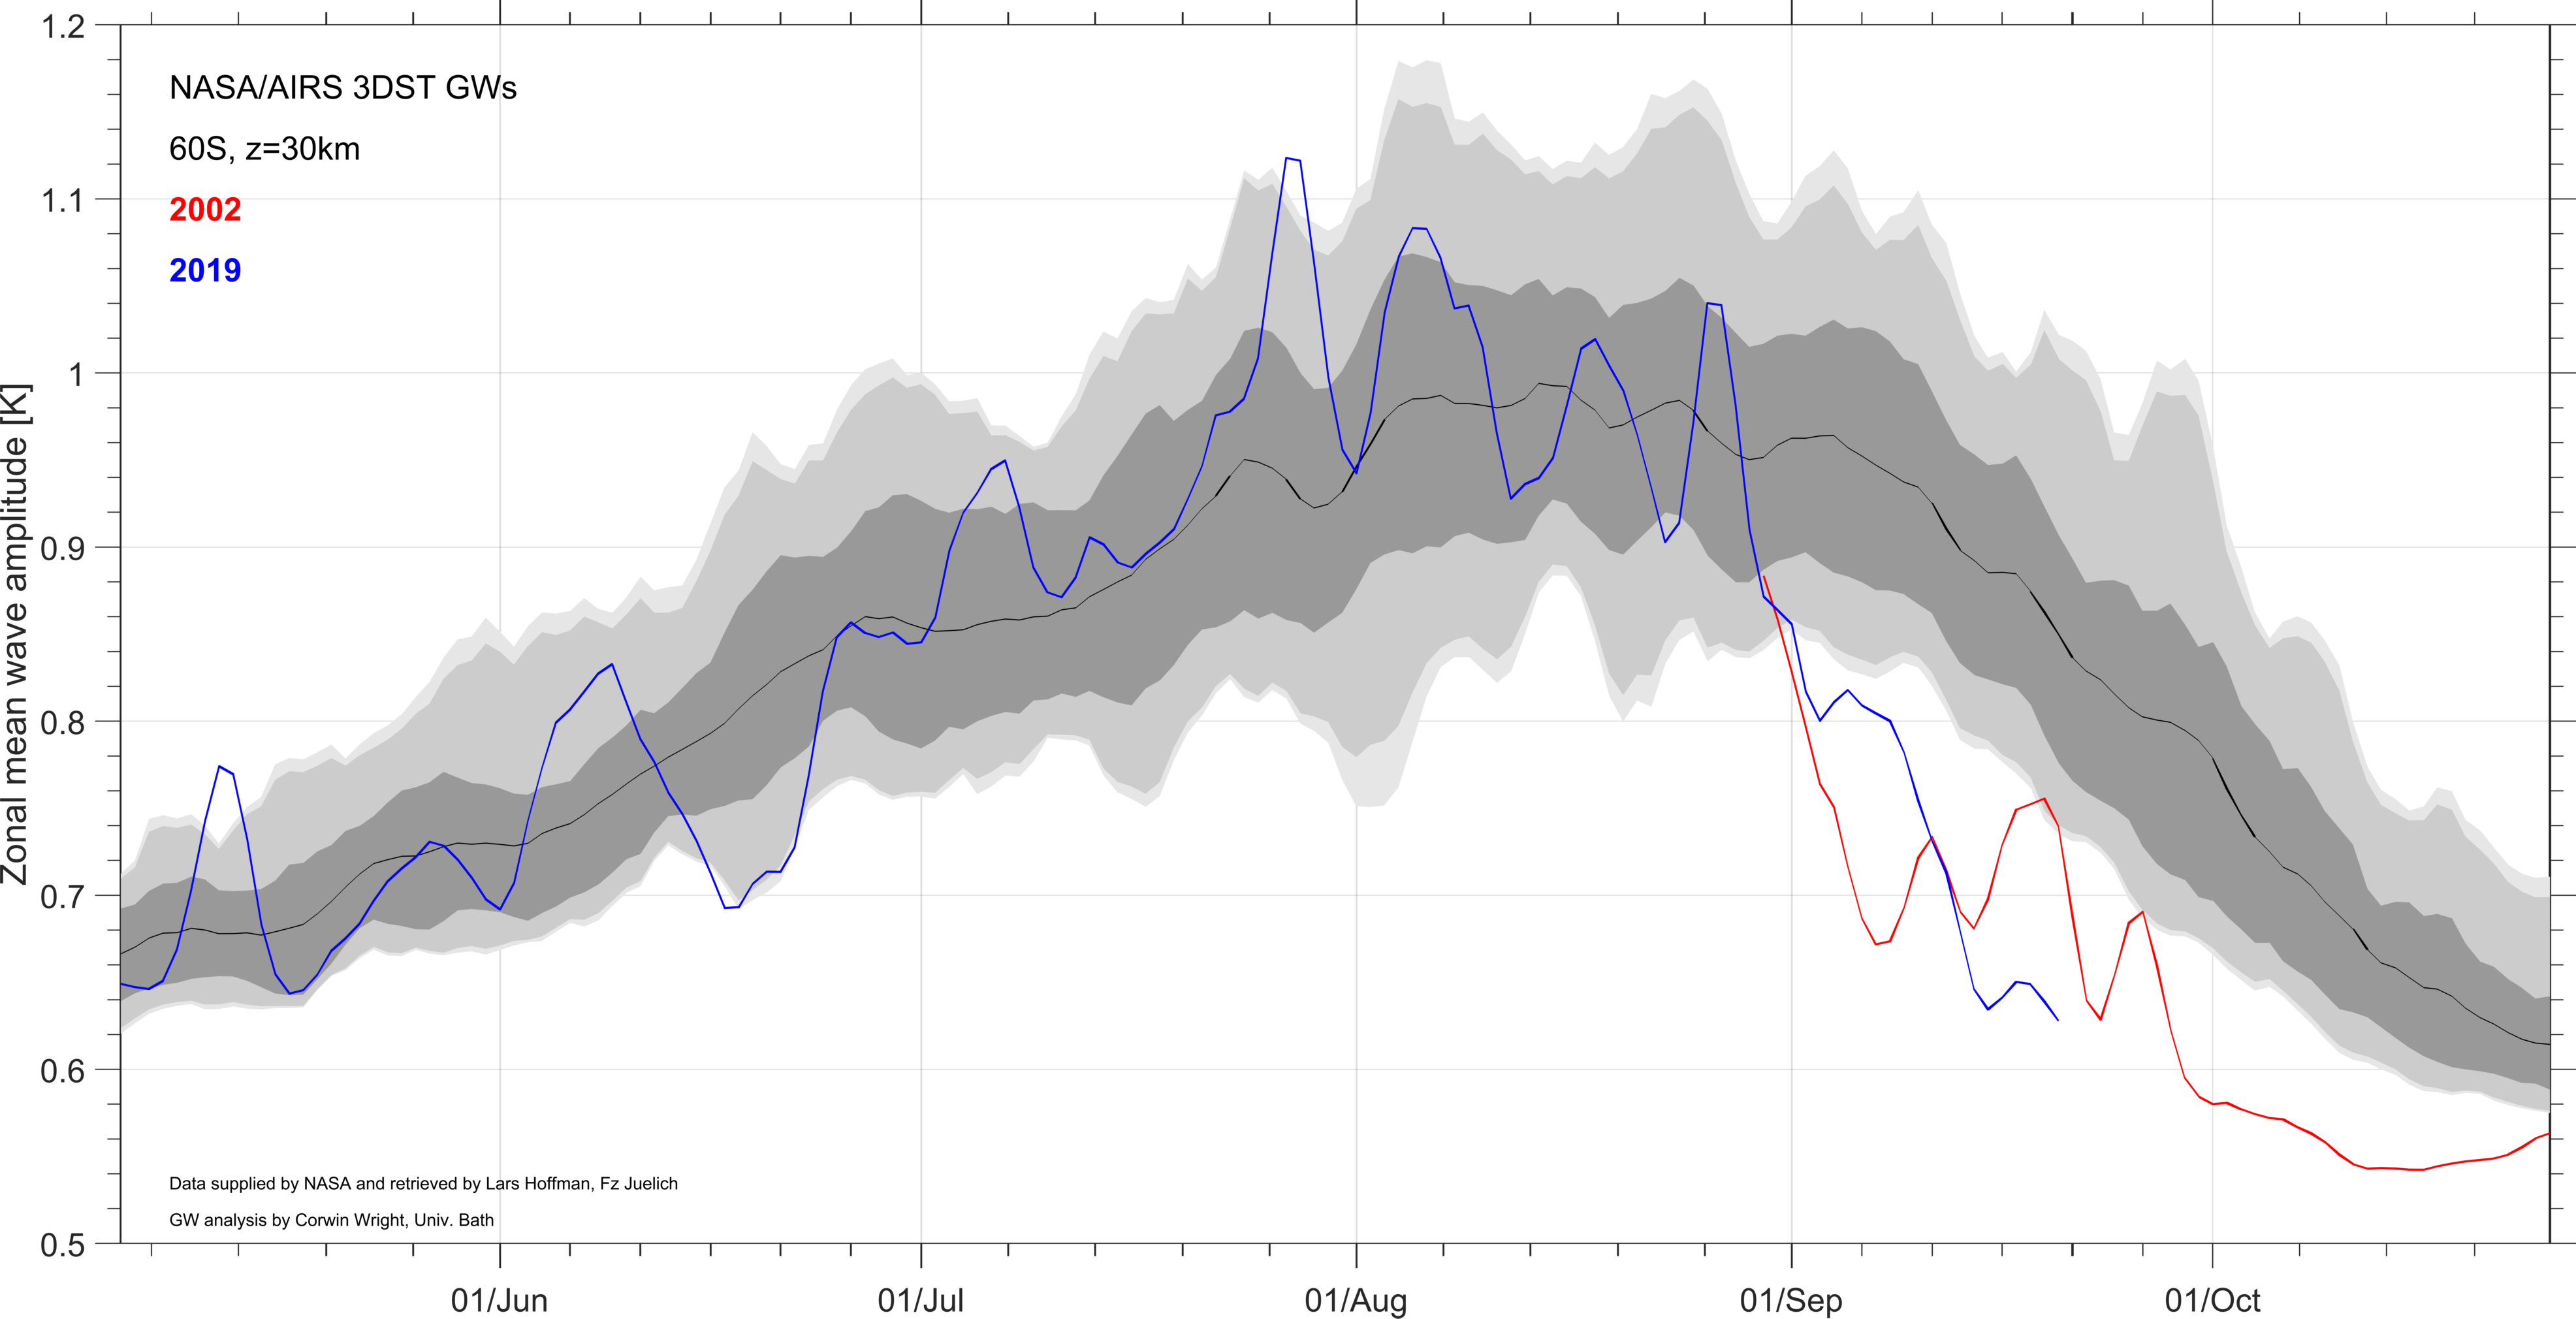 1.2
1.1
1
0.9
0.8
0.7
0.6
0.5
Zonal mean wave amplitude [K]
NASA/AIRS 3DST GWs
60S, z=30km
2002
2019
Data supplied by NASA and retrieved by Lars Hoffman, Fz Juelich
GW analysis by Corwin Wright, Univ. Bath
01/Jun
01/Jul
01/Aug
01/Sep
01/Oct